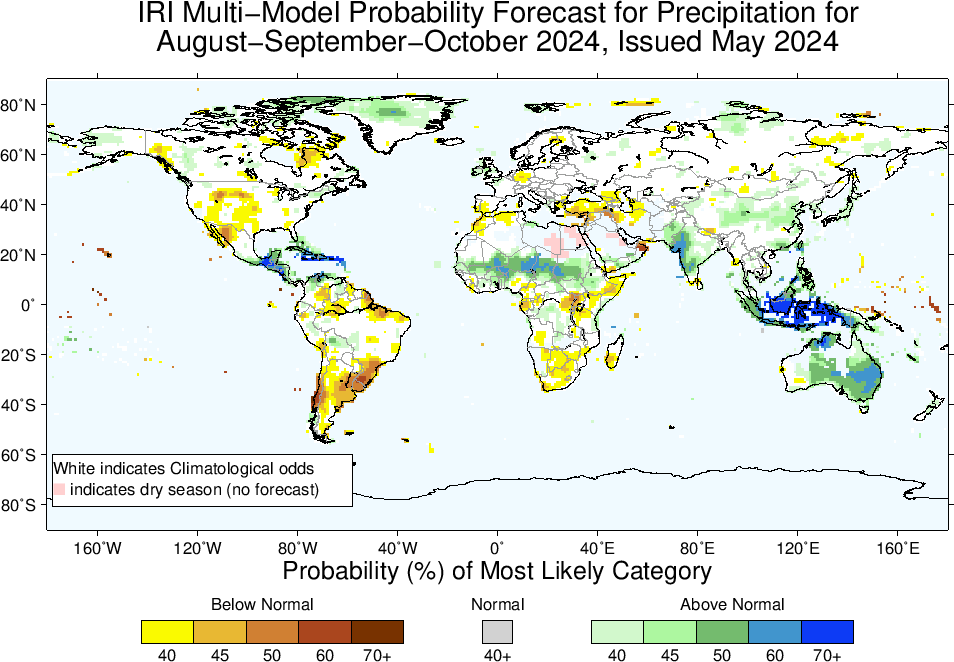 IRI Multi−Model Probability Forecast for Precipitation for
August−September−October 2024, Issued May 2024
80˚N
60˚N
40˚N
20˚N
0˚
20˚S
40˚S
60˚S
80˚S
White indicates Climatological odds
indicates dry season (no forecast)
160˚W 120˚W 80˚W 40˚W 0˚ 40˚E 80˚E 120˚E 160˚E
Probability (%) of Most Likely Category
Below Normal Normal Above Normal
40 45 50 60 70+ 40+ 40 45 50 60 70+